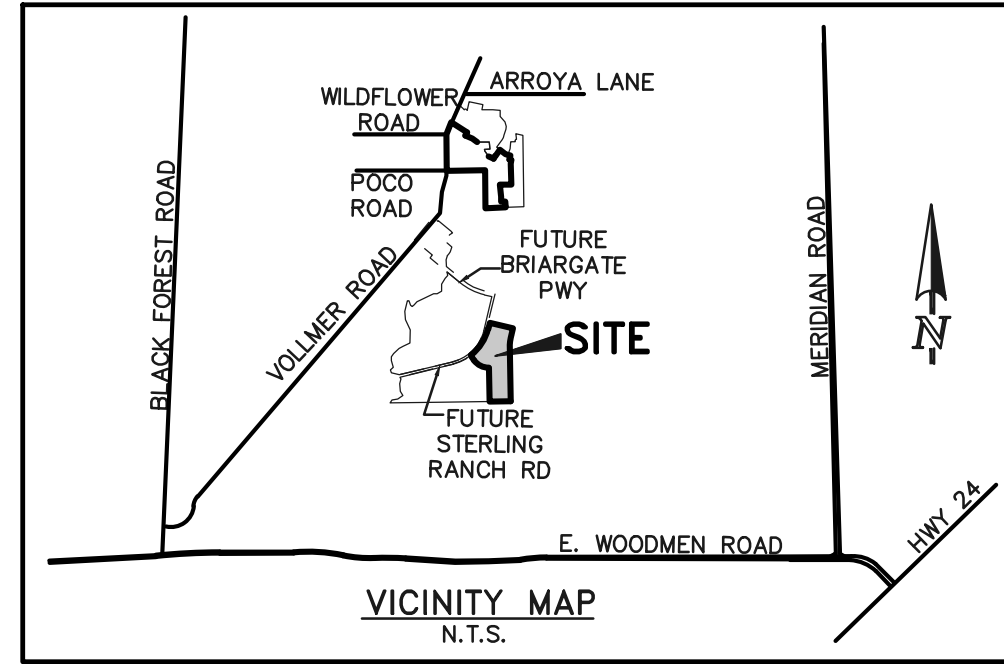 ARROYA LANE
WILDFLOWER
ROAD
POCO
ROAD
BLACK FOREST ROAD
VOLLMER ROAD
FUTURE
BRIARGATE
PWY
MERIDIAN ROAD
N
SITE
FUTURE
STERLING
RANCH RD
HWY 24
E. WOODMEN ROAD
VICINITY MAP
N.T.S.